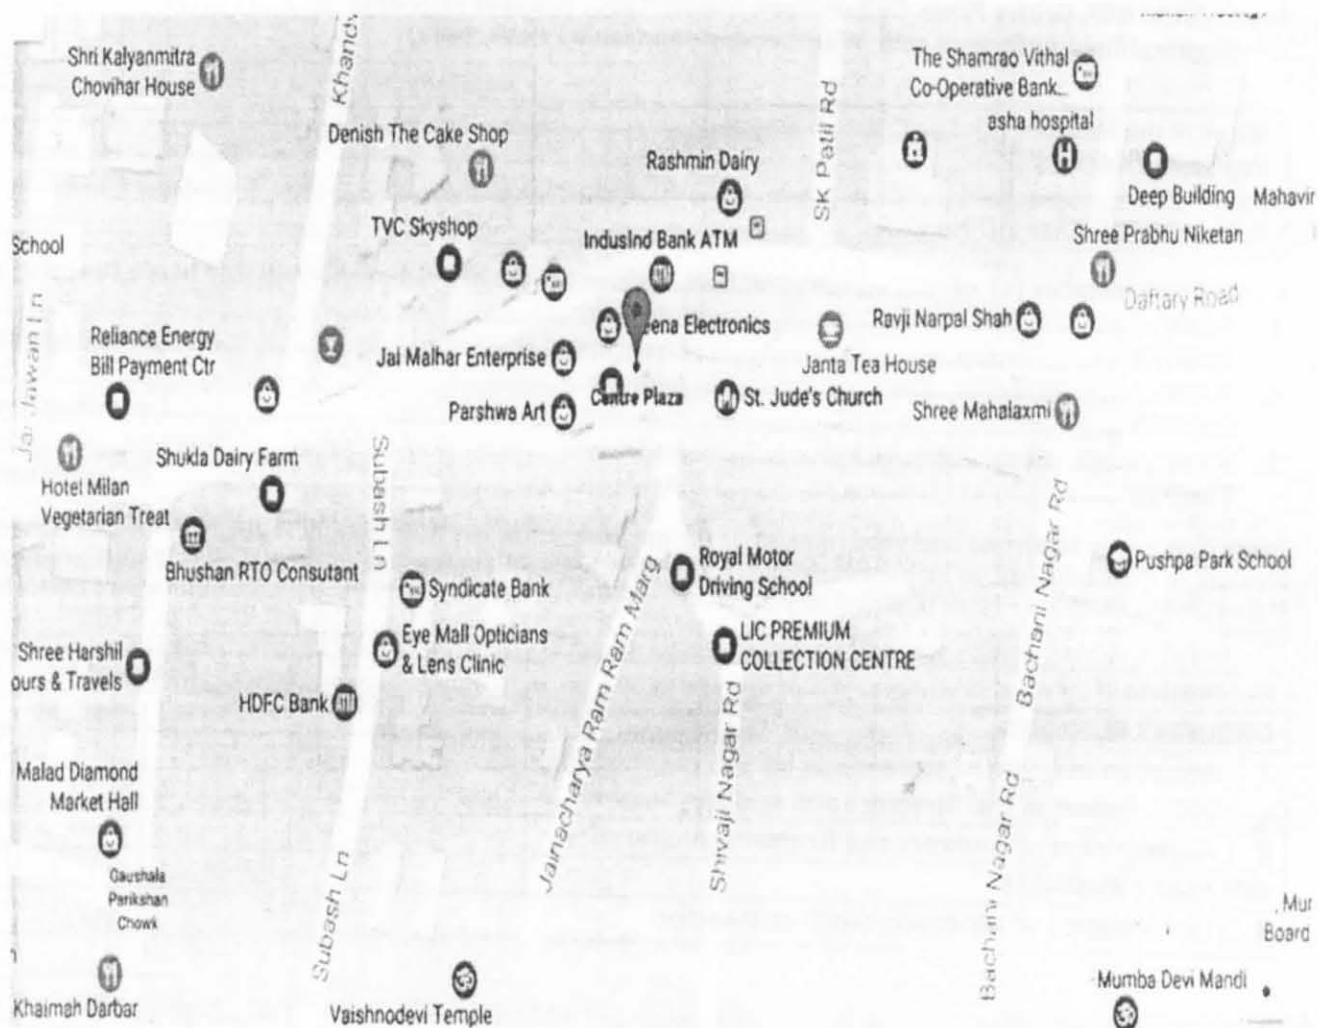 Shri Kalyanmitra
Chovihar House
Khand
The Shamrao Vithal
Co-Operative Bank...
asha hospital
Denish The Cake Shop
Rashmin Dairy
SK Patil Rd
Deep Building
Mahavir
School
TVC Skyshop
IndusInd Bank ATM
Shree Prabhu Niketan
Daftary Road
Jai Jawan Ln
Reliance Energy
Bill Payment Ctr
Jai Malhar Enterprise
eena Electronics
Ravji Narpal Shah
Janta Tea House
Parshwa Art
Centre Plaza
St. Jude's Church
Shree Mahalaxmi
Shukla Dairy Farm
Subash Ln
Hotel Milan
Vegetarian Treat
Bhushan RTO Consutant
Syndicate Bank
Royal Motor
Driving School
Bachani Nagar Rd
Pushpa Park School
Eye Mall Opticians
& Lens Clinic
Jainacharya Ram Ram Marg
LIC PREMIUM
COLLECTION CENTRE
Shree Harshil
ours & Travels
HDFC Bank
Shivaji Nagar Rd
Malad Diamond
Market Hall
Bachani Nagar Rd
Gaushala
Parikshan
Chowk
Subash Ln
, Mur
Board
Khaimah Darbar
Vaishnodevi Temple
Mumba Devi Mandi